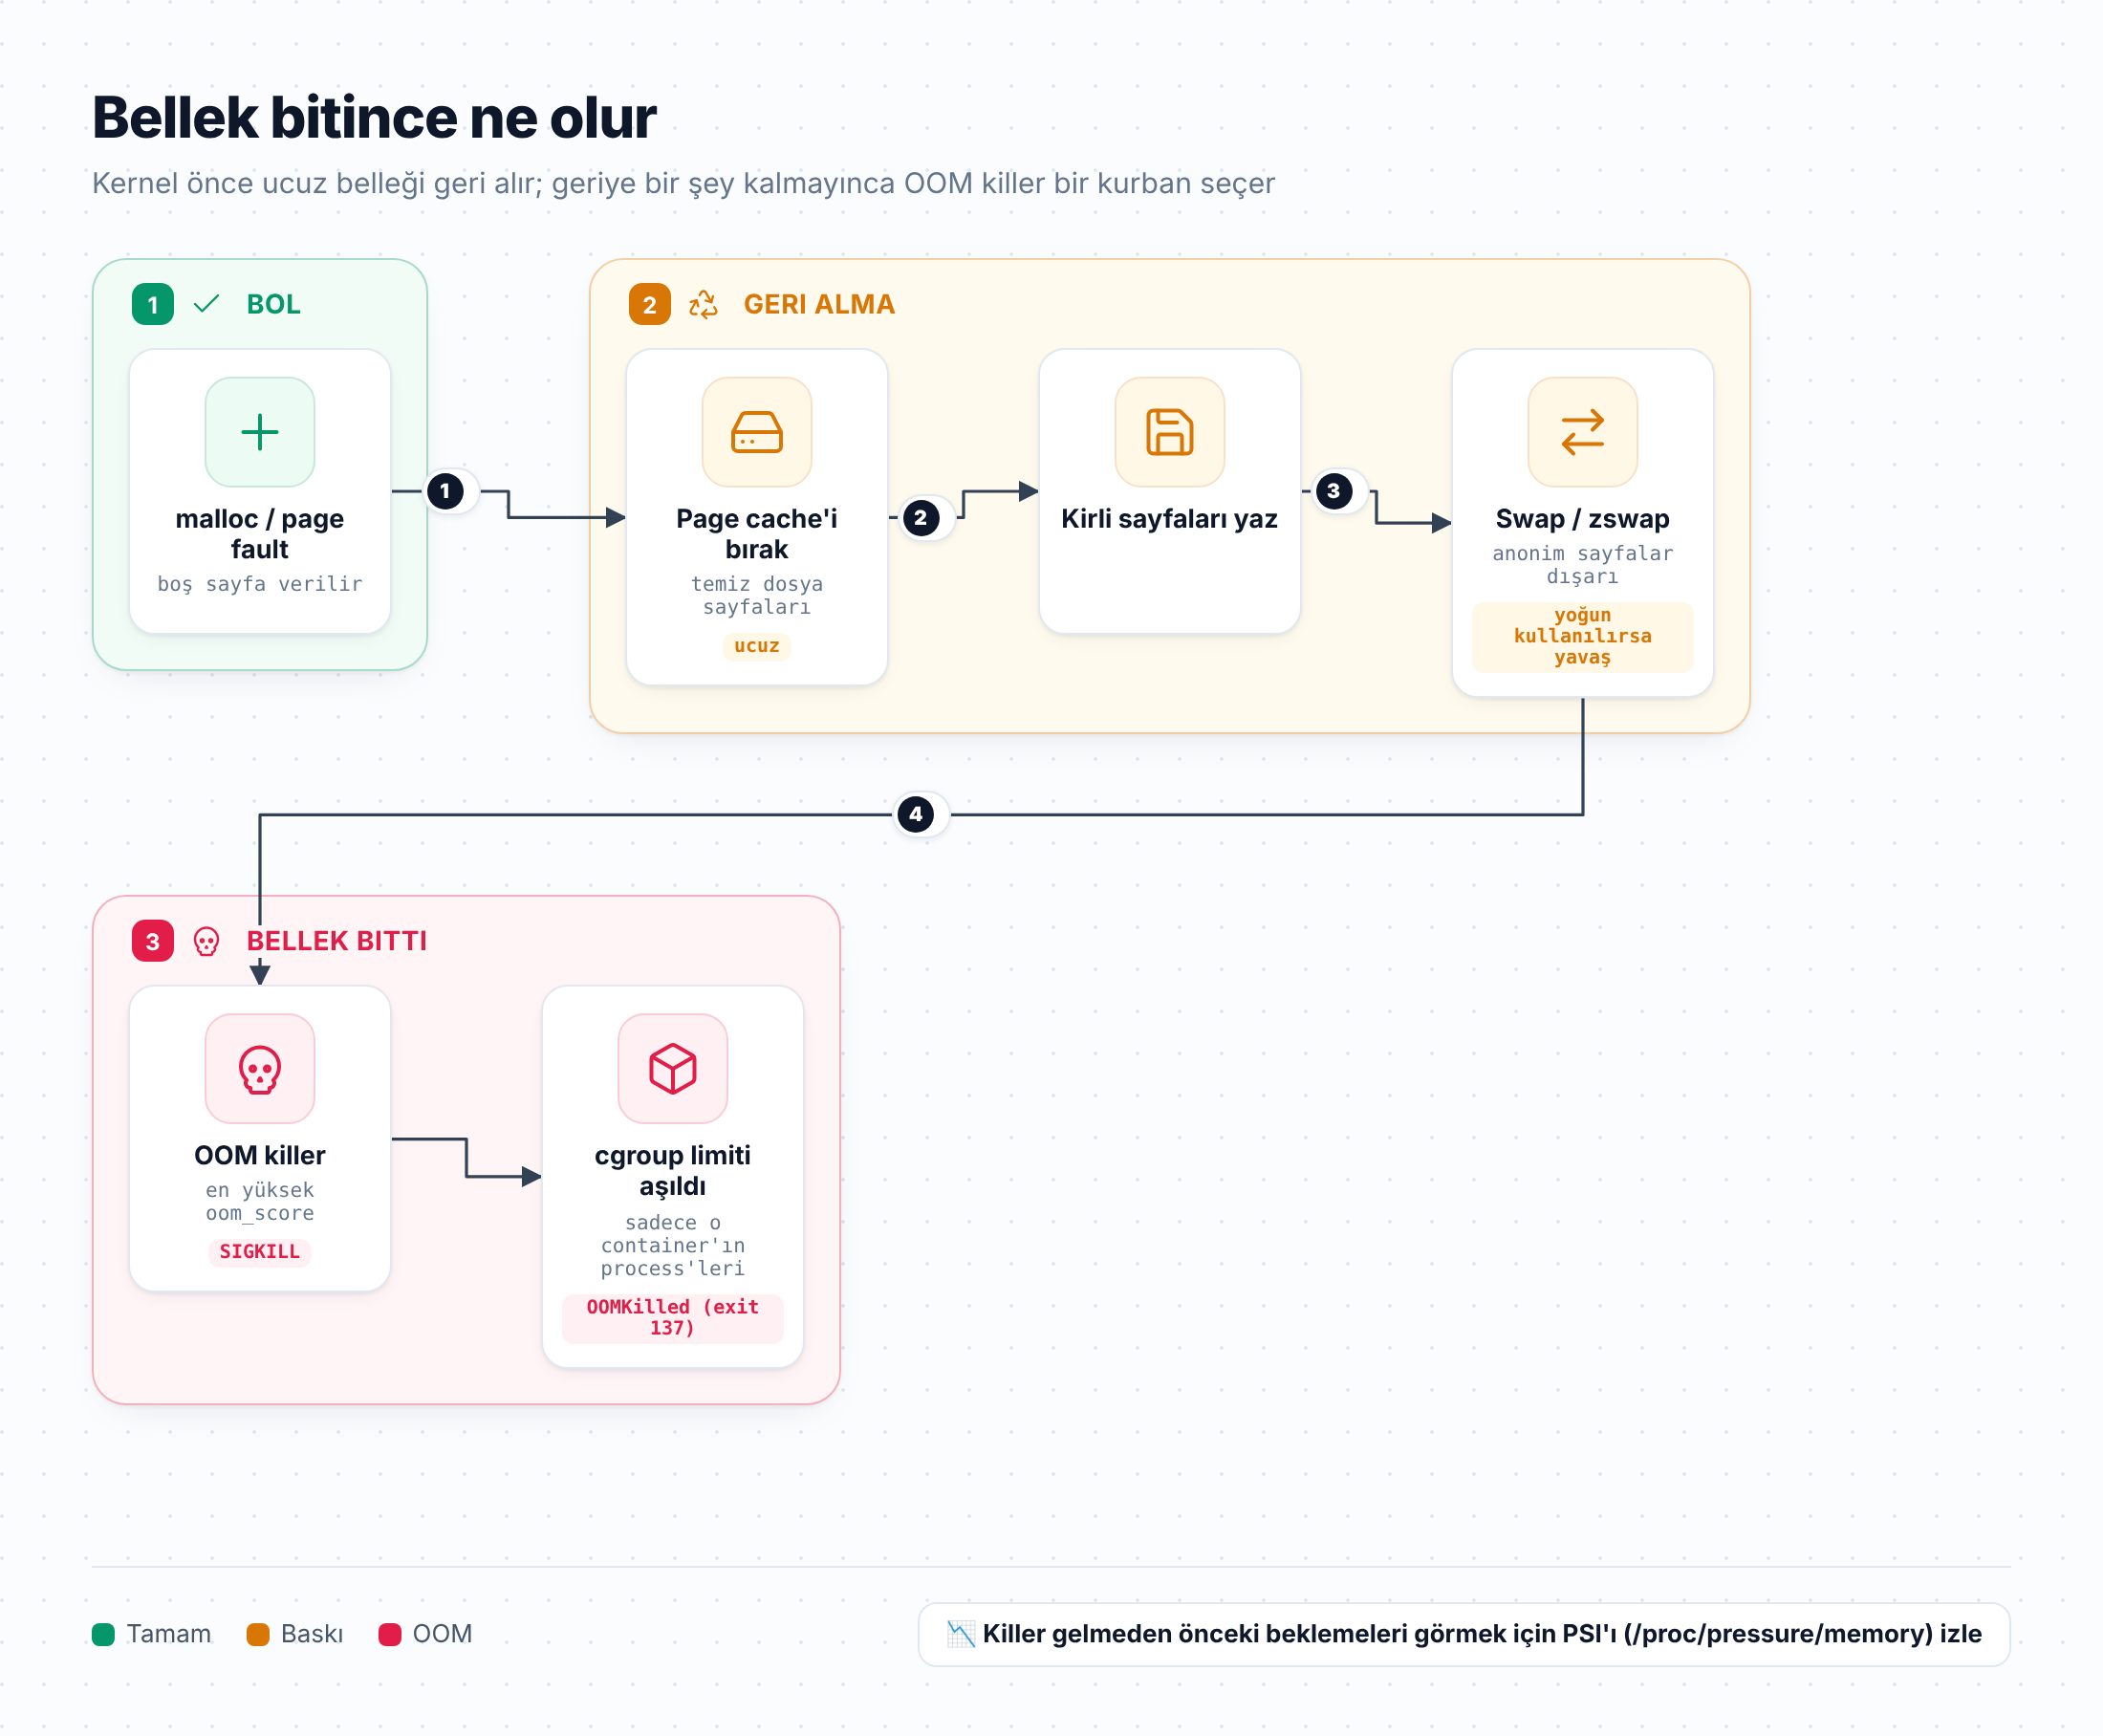 Bellek bitince ne olur
Kernel önce ucuz belleği geri alır; geriye bir şey kalmayınca OOM killer bir kurban seçer
1 BOL
malloc / page
fault
boş sayfa verilir
1
2 GERI ALMA
Page cache'i
bırak
temiz dosya
sayfaları
ucuz
2
Kirli sayfaları yaz
3
Swap / zswap
anonim sayfalar
dışarı
yoğun
kullanılırsa
yavaş
4
3 BELLEK BITTI
OOM killer
en yüksek
oom_score
SIGKILL
cgroup limiti
aşıldı
sadece o
container'ın
process'leri
OOMKilled (exit
137)
Tamam
Baskı
OOM
Killer gelmeden önceki beklemeleri görmek için PSI'ı (/proc/pressure/memory) izle